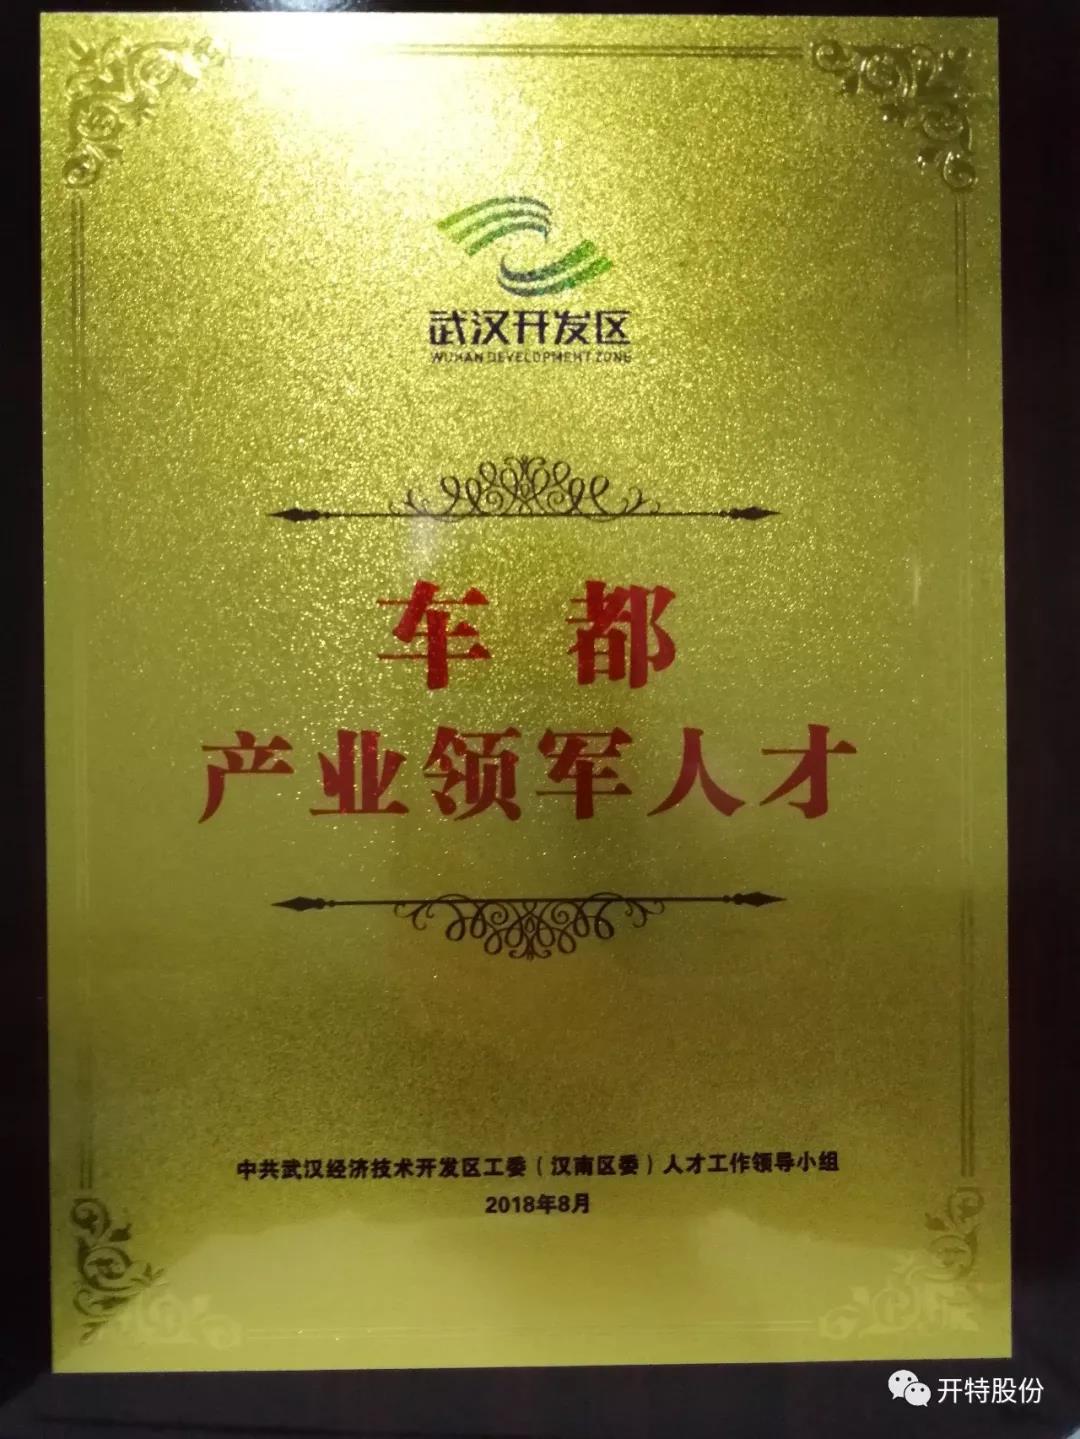 武汉开发区
WUHAN DEVELOPMENT ZONE
车都
产业领军人才
中共武汉经济技术开发区工委（汉南区委）人才工作领导小组
2018年8月
开特股份